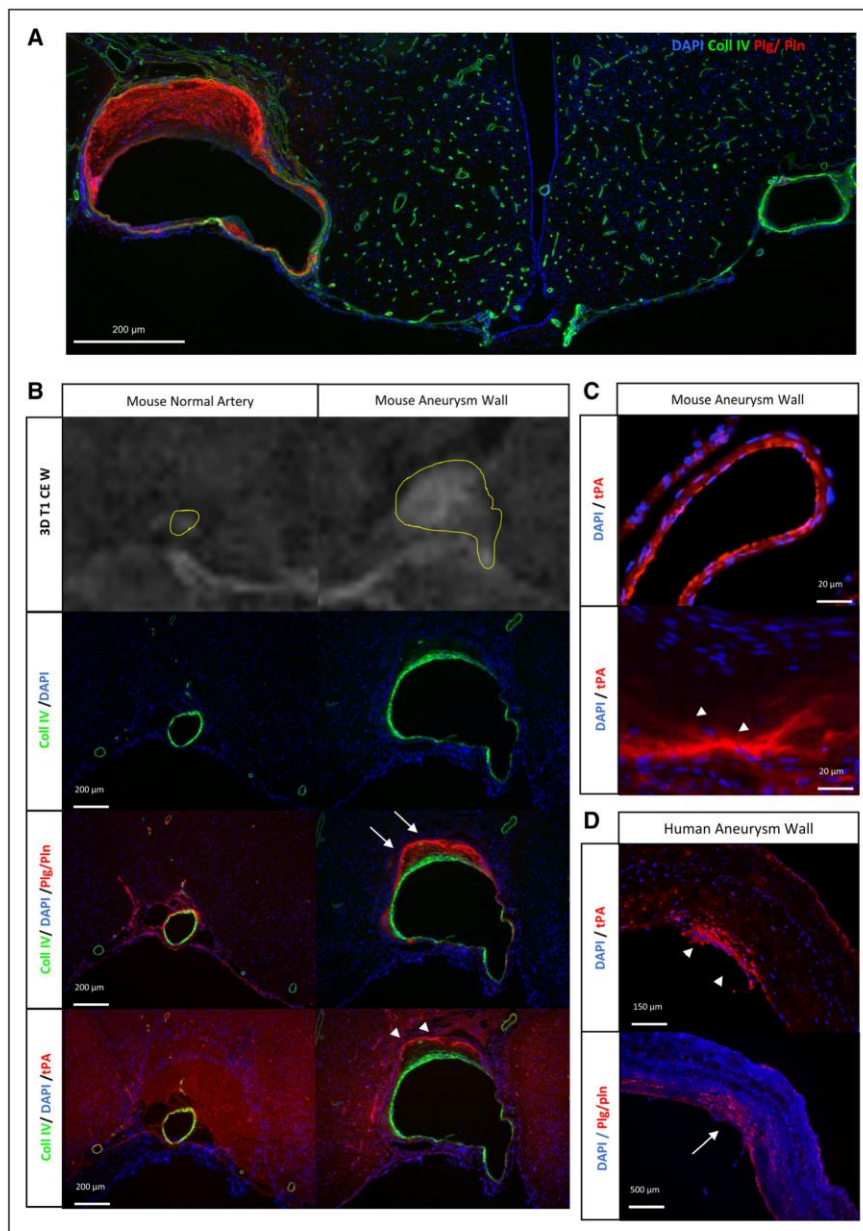 A
DAPI Coll IV Plg/ Pln
200 µm
B
Mouse Normal Artery
Mouse Aneurysm Wall
3D T1 CE W
Coll IV /DAPI
200 µm
Coll IV/ DAPI/Plg/Pln
200 µm
Coll IV/ DAPI/tPA
200 µm
C
Mouse Aneurysm Wall
DAPI / tPA
20 µm
DAPI / tPA
20 µm
D
Human Aneurysm Wall
DAPI / tPA
150 µm
DAPI / Plg/pln
500 µm